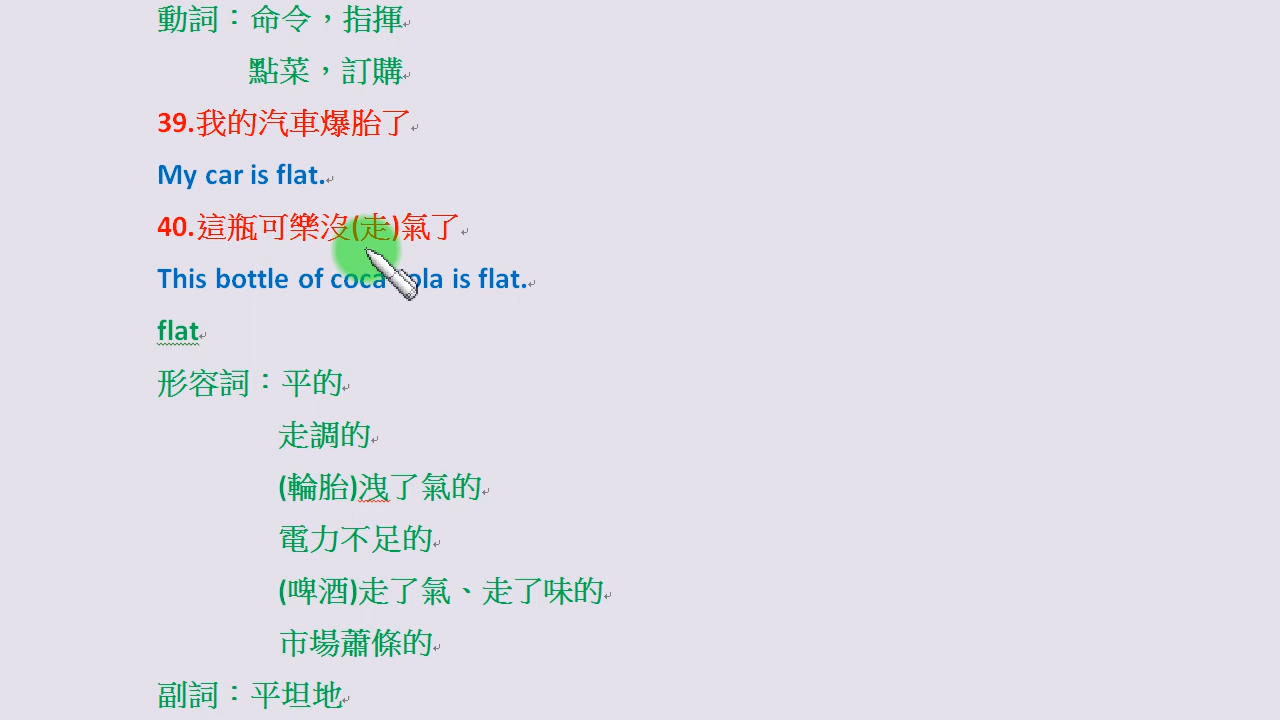 動詞：命令，指揮
點菜，訂購
39.我的汽車爆胎了
My car is flat.
40.這瓶可樂沒(走)氣了
This bottle of coca ola is flat.
flat
形容詞：平的
走調的
(輪胎)洩了氣的
電力不足的
(啤酒)走了氣、走了味的
市場蕭條的
副詞：平坦地